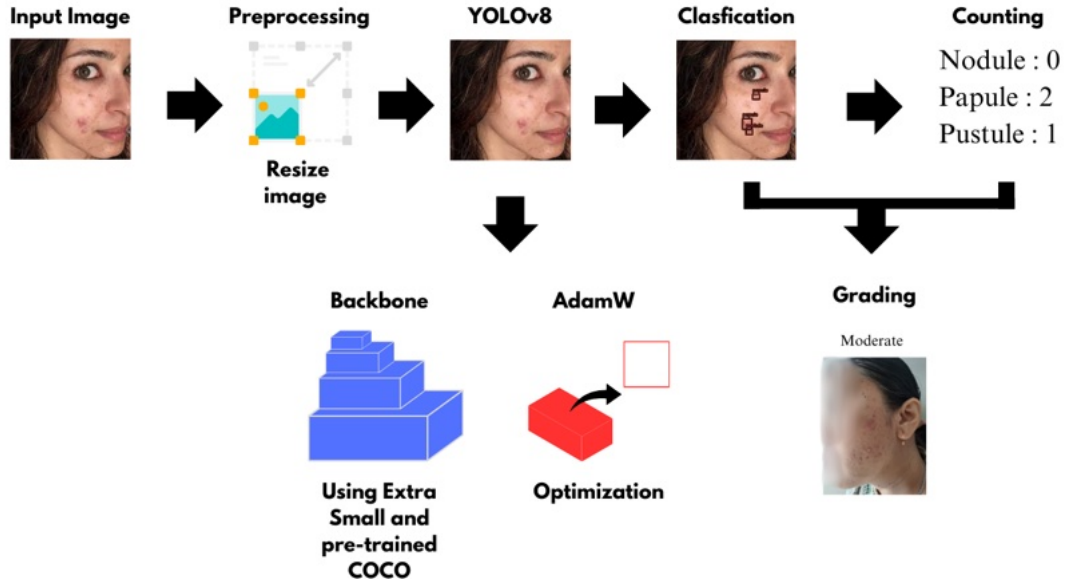 Input Image
Preprocessing
YOLOv8
Clasfication
Counting
Nodule : 0
Papule : 2
Pustule : 1
Resize
image
Backbone
AdamW
Grading
Moderate
Using Extra
Small and
pre-trained
COCO
Optimization